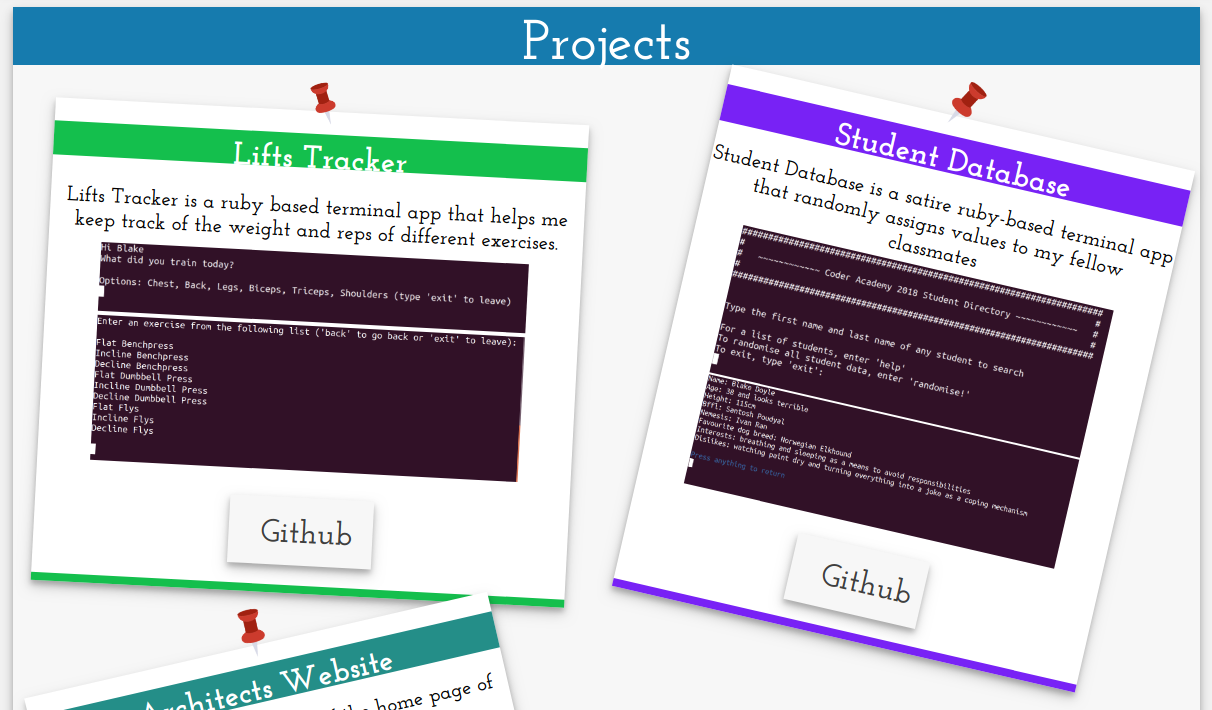 Projects
Lifts Tracker
Lifts Tracker is a ruby based terminal app that helps me
keep track of the weight and reps of different exercises.
Hi Blake
What did you train today?
Options: Chest, Back, Legs, Biceps, Triceps, Shoulders (type 'exit' to leave)
Enter an exercise from the following list ('back' to go back or 'exit' to leave):
Flat Benchpress
Incline Benchpress
Decline Benchpress
Flat Dumbbell Press
Incline Dumbbell Press
Decline Dumbbell Press
Flat Flys
Incline Flys
Decline Flys
Github
Student Database
Student Database is a satire ruby-based terminal app
that randomly assigns values to my fellow
classmates
~~~~~~~~~~~~ Coder Academy 2018 Student Directory ~~~~~~~~~~~~
Type the first name and last name of any student to search
For a list of students, enter 'help'
To randomise all student data, enter 'randomise!'
To exit, type 'exit':
Name: Blake Doyle
Age: 38 and looks terrible
Height: 115cm
Bffl: Santosh Poudyal
Nemesis: Ivan Ran
Favourite dog breed: Norwegian Elkhound
Interests: breathing and sleeping as a means to avoid responsibilities
Dislikes: watching paint dry and turning everything into a joke as a coping mechanism
Press anything to return
Github
Architects Website
home page of